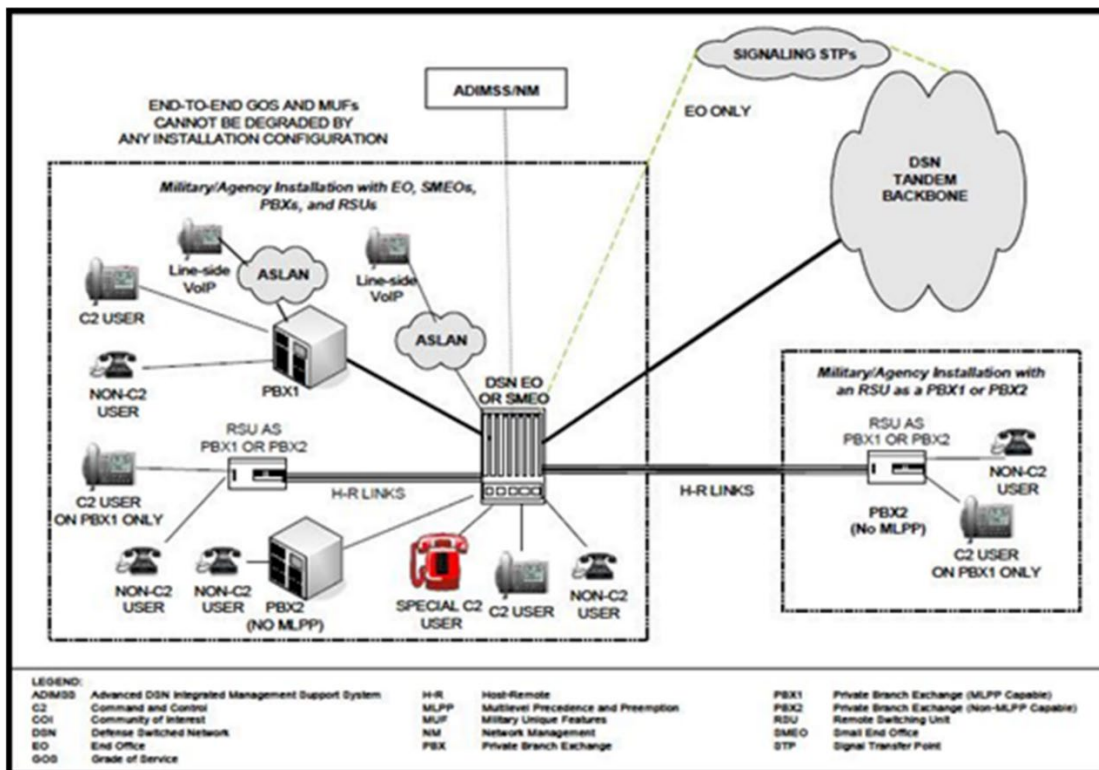 SIGNALING STPs
ADIMSS/NM
EO ONLY
END-TO-END GOS AND MUFs
CANNOT BE DEGRADED BY
ANY INSTALLATION CONFIGURATION
DSN
TANDEM
BACKBONE
Military/Agency Installation with EO, SMEOs,
PBXs, and RSUs
Line-side
VoIP
ASLAN
Line-side
VoIP
ASLAN
C2 USER
NON-C2
USER
PBX1
DSN EO
OR SMEO
RSU AS
PBX1 OR PBX2
C2 USER
ON PBX1 ONLY
H-R LINKS
NON-C2
USER
NON-C2
USER
PBX2
(NO MLPP)
SPECIAL C2
USER
C2 USER
NON-C2
USER
H-R LINKS
Military/Agency Installation with
an RSU as a PBX1 or PBX2
RSU AS
PBX1 OR PBX2
NON-C2
USER
PBX2
(No MLPP)
C2 USER
ON PBX1 ONLY
LEGEND:
ADIMSS Advanced DSN Integrated Management Support System
C2 Command and Control
COI Community of Interest
DSN Defense Switched Network
EO End Office
GOS Grade of Service
H-R Host-Remote
MLPP Multilevel Precedence and Preemption
MUF Military Unique Features
NM Network Management
PBX Private Branch Exchange
PBX1 Private Branch Exchange (MLPP Capable)
PBX2 Private Branch Exchange (Non-MLPP Capable)
RSU Remote Switching Unit
SMEO Small End Office
STP Signal Transfer Point